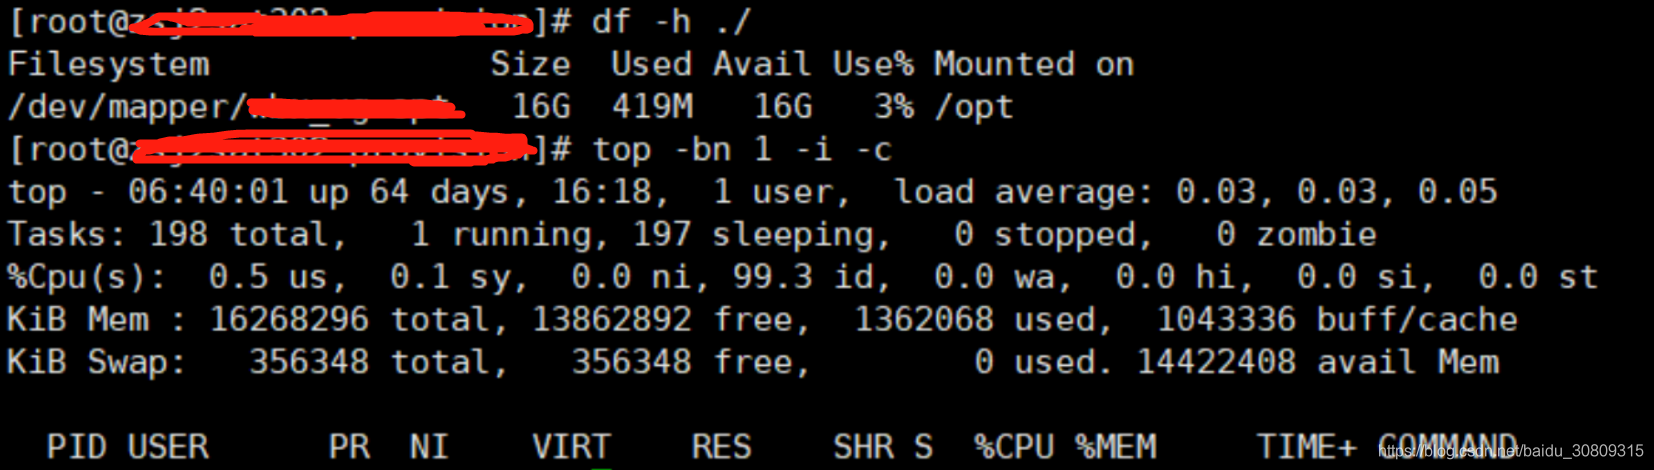 [root@ ]# df -h ./
Filesystem Size Used Avail Use% Mounted on
/dev/mapper/ 16G 419M 16G 3% /opt
[root@ ]# top -bn 1 -i -c
top - 06:40:01 up 64 days, 16:18, 1 user, load average: 0.03, 0.03, 0.05
Tasks: 198 total, 1 running, 197 sleeping, 0 stopped, 0 zombie
%Cpu(s): 0.5 us, 0.1 sy, 0.0 ni, 99.3 id, 0.0 wa, 0.0 hi, 0.0 si, 0.0 st
KiB Mem : 16268296 total, 13862892 free, 1362068 used, 1043336 buff/cache
KiB Swap: 356348 total, 356348 free, 0 used. 14422408 avail Mem
PID USER PR NI VIRT RES SHR S %CPU %MEM TIME+ COMMAND
https://blog.csdn.net/baidu_30809315